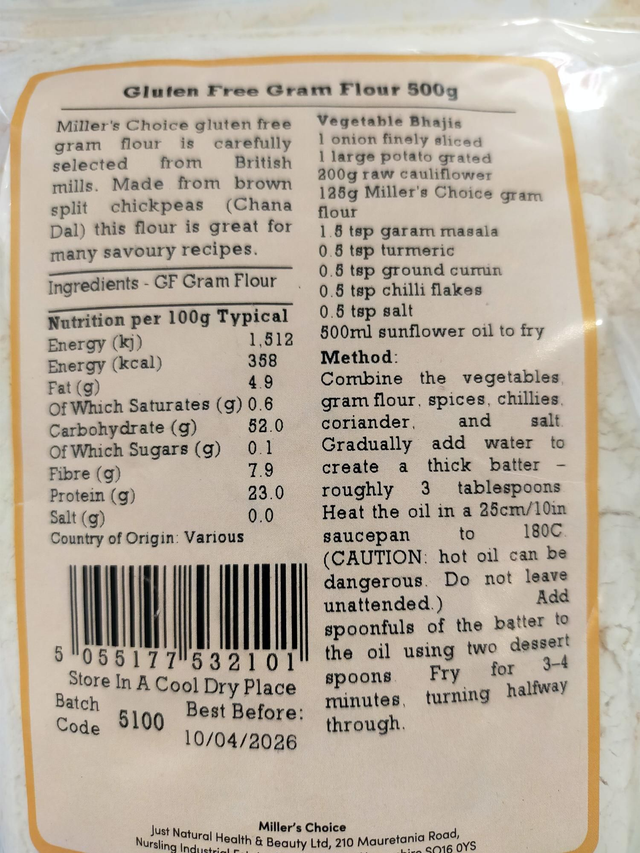 Gluten Free Gram Flour 500g
Miller's Choice gluten free
gram flour is carefully
selected from British
mills. Made from brown
split chickpeas (Chana
Dal) this flour is great for
many savoury recipes.
Ingredients - GF Gram Flour
Nutrition per 100g Typical
Energy (kj) 1,512
Energy (kcal) 358
Fat (g) 4.9
Of Which Saturates (g) 0.6
Carbohydrate (g) 52.0
Of Which Sugars (g) 0.1
Fibre (g) 7.9
Protein (g) 23.0
Salt (g) 0.0
Country of Origin: Various
5 055177 532101
Store In A Cool Dry Place
Batch Code 5100
Best Before:
10/04/2026
Vegetable Bhajis
1 onion finely sliced
1 large potato grated
200g raw cauliflower
125g Miller's Choice gram
flour
1.5 tsp garam masala
0.5 tsp turmeric
0.5 tsp ground cumin
0.5 tsp chilli flakes
0.5 tsp salt
500ml sunflower oil to fry
Method:
Combine the vegetables,
gram flour, spices, chillies,
coriander, and salt.
Gradually add water to
create a thick batter –
roughly 3 tablespoons
Heat the oil in a 25cm/10in
saucepan to 180C.
(CAUTION: hot oil can be
dangerous. Do not leave
unattended.) Add
spoonfuls of the batter to
the oil using two dessert
spoons. Fry for 3-4
minutes, turning halfway
through.
Miller's Choice
Just Natural Health & Beauty Ltd, 210 Mauretania Road,
Nursling Industrial SO16 0YS